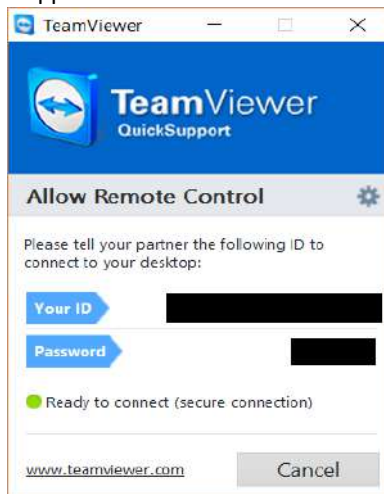 TeamViewer
TeamViewer
QuickSupport
Allow Remote Control
Please tell your partner the following ID to
connect to your desktop:
Your ID
Password
Ready to connect (secure connection)
www.teamviewer.com
Cancel